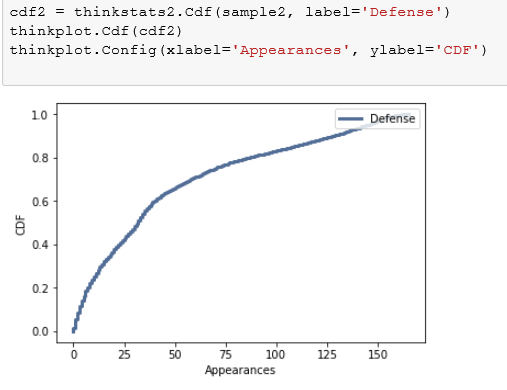 cdf2 = thinkstats2.Cdf(sample2, label='Defense')
thinkplot.Cdf(cdf2)
thinkplot.Config(xlabel='Appearances', ylabel='CDF')
Defense
1.0
0.8
0.6
0.4
0.2
0.0
CDF
0 25 50 75 100 125 150
Appearances